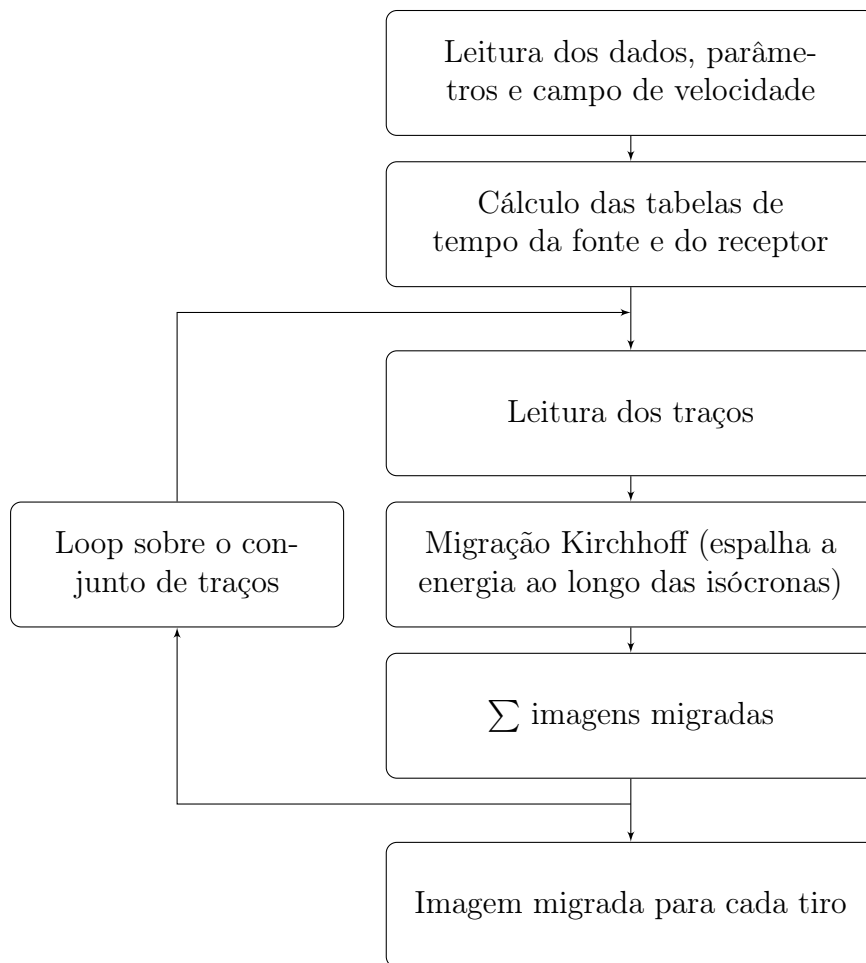 Leitura dos dados, parâme-
tros e campo de velocidade
Cálculo das tabelas de
tempo da fonte e do receptor
Leitura dos traços
Loop sobre o con-
junto de traços
Migração Kirchhoff (espalha a
energia ao longo das isócronas)
∑ imagens migradas
Imagem migrada para cada tiro